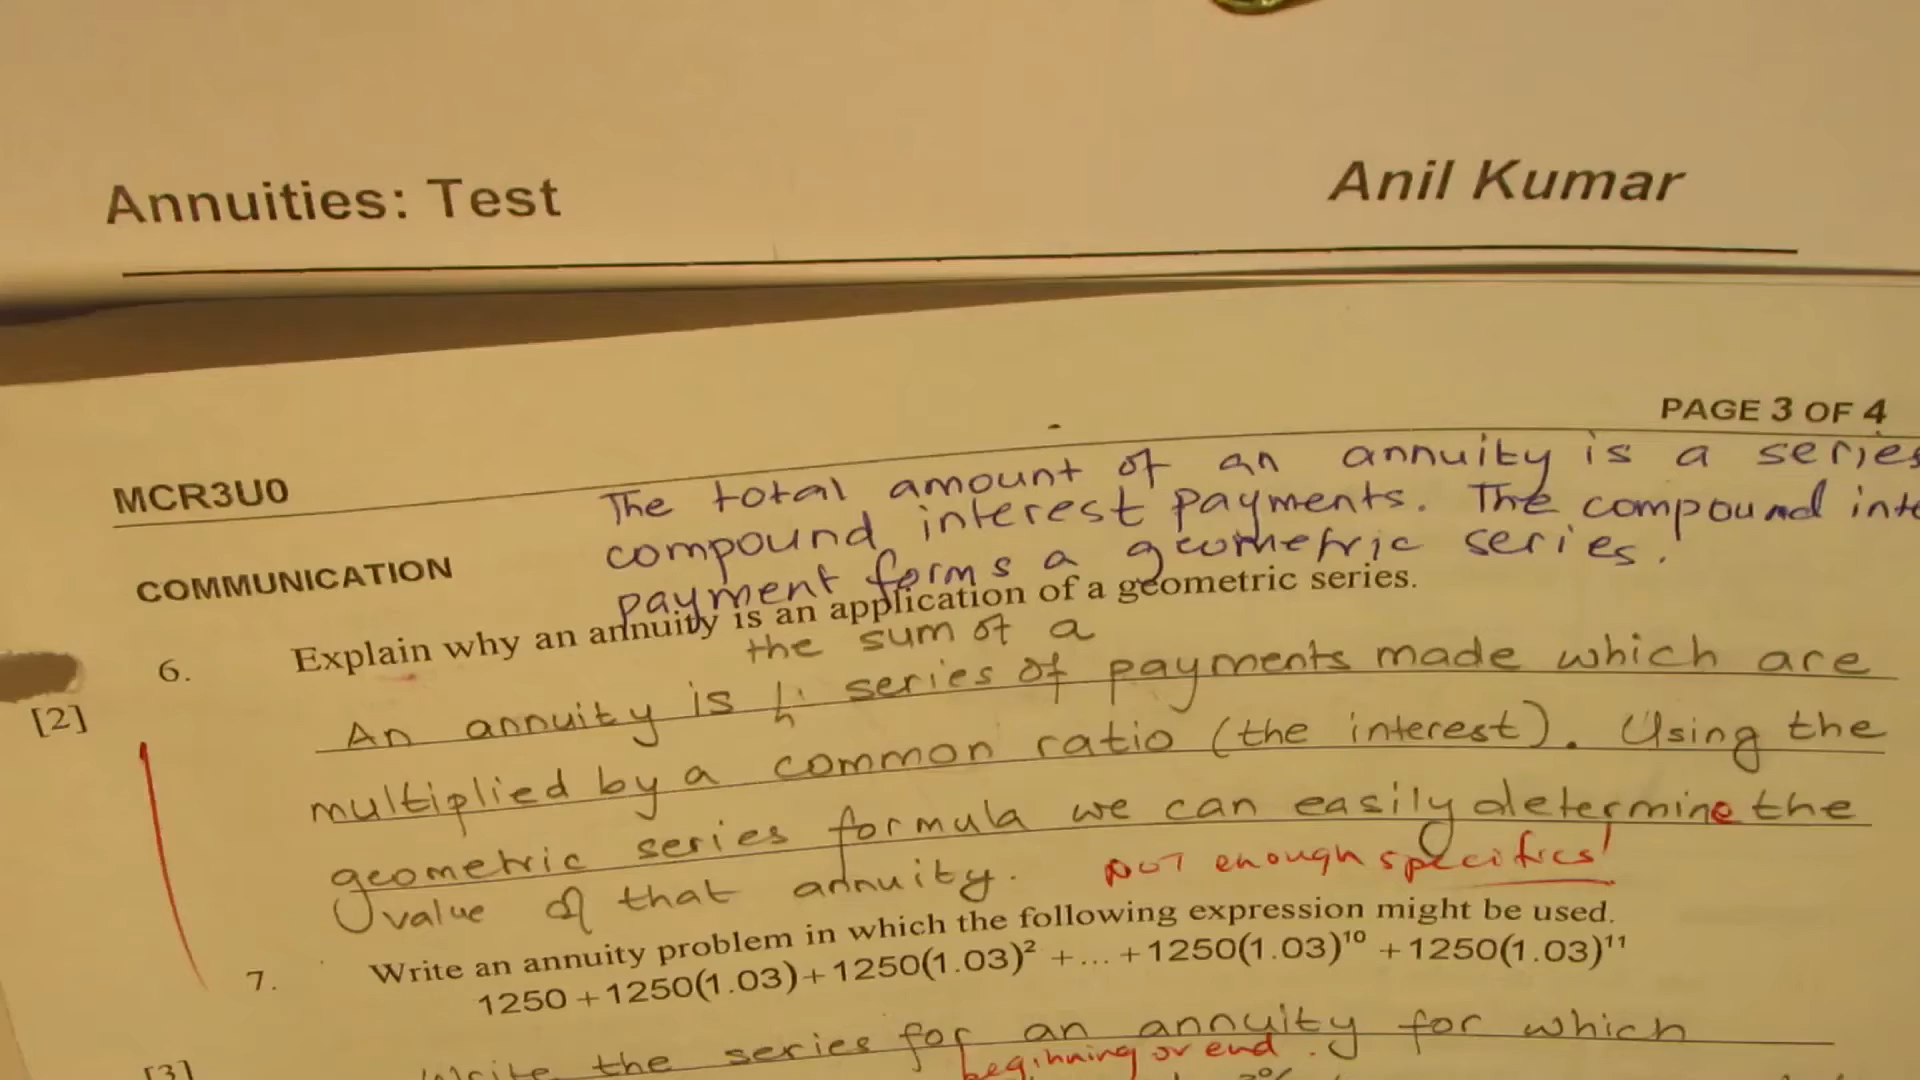 Annuities: Test
Anil Kumar
PAGE 3 OF 4
MCR3U0
The total amount of an annuity is a series
compound interest payments. The compound inte
payment forms a geometric series.
COMMUNICATION
6. Explain why an annuity is an application of a geometric series.
the sum of a
[2]
An annuity is series of payments made which are
multiplied by a common ratio (the interest). Using the
geometric series formula we can easily determine the
value of that annuity.
not enough specifics!
7. Write an annuity problem in which the following expression might be used.
1250 + 1250(1.03) + 1250(1.03)² + ... + 1250(1.03)¹⁰ + 1250(1.03)¹¹
[3]
Write the series for an annuity for which
beginning or end.